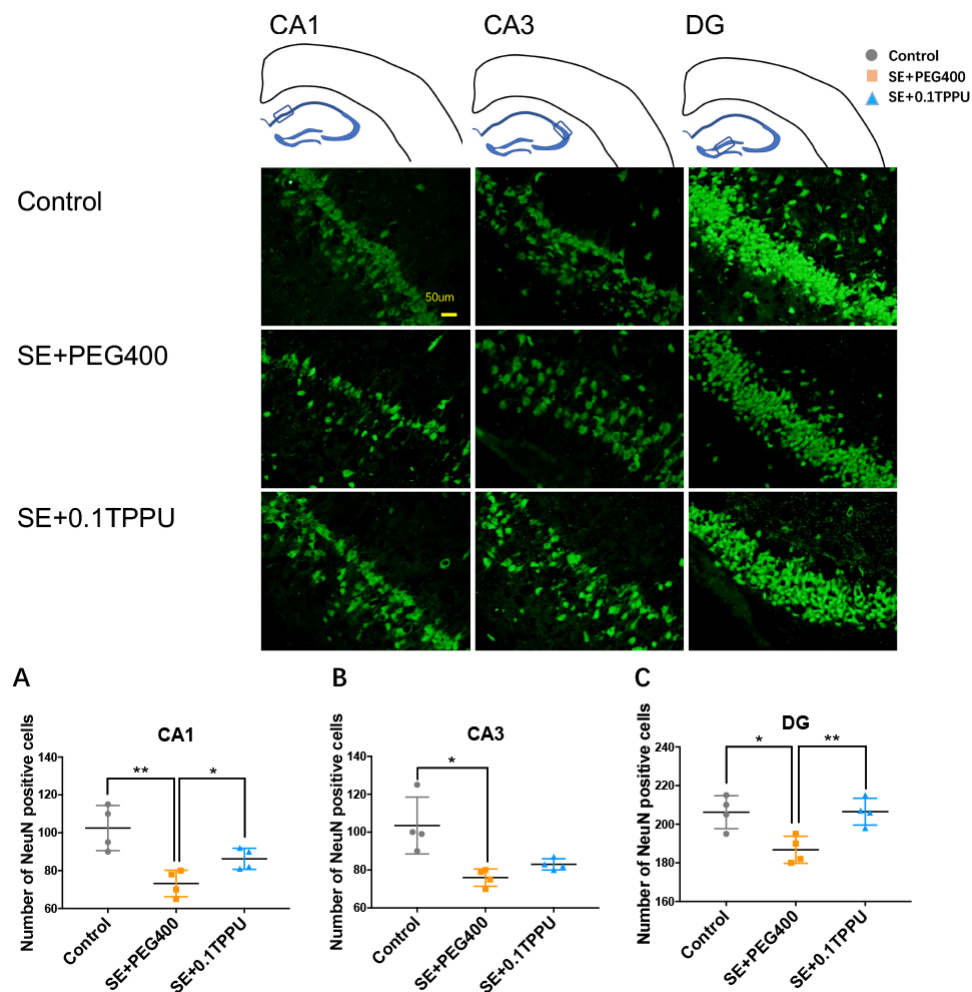 CA1
CA3
DG
Control
SE+PEG400
SE+0.1TPPU
Control
50um
SE+PEG400
SE+0.1TPPU
A
B
C
CA1
Number of NeuN positive cells
140
120
100
80
60
**
*
Control
SE+PEG400
SE+0.1TPPU
CA3
Number of NeuN positive cells
140
120
100
80
60
*
Control
SE+PEG400
SE+0.1TPPU
DG
Number of NeuN positive cells
240
220
200
180
160
*
**
Control
SE+PEG400
SE+0.1TPPU